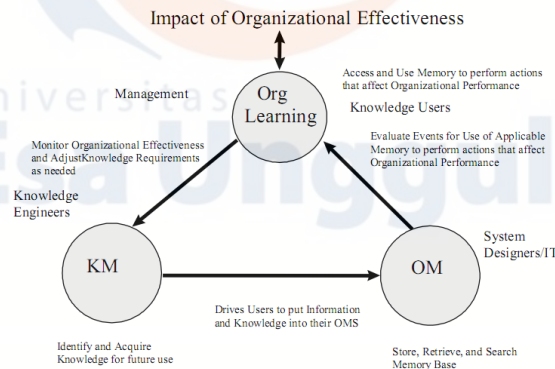 Impact of Organizational Effectiveness
Access and Use Memory to perform actions
that affect Organizational Performance
Management
Org
Learning
Knowledge Users
Evaluate Events for Use of Applicable
Memory to perform actions that affect
Organizational Performance
Monitor Organizational Effectiveness
and AdjustKnowledge Requirements
as needed
Knowledge
Engineers
System
Designers/IT
KM
OM
Drives Users to put Information
and Knowledge into their OMS
Identify and Acquire
Knowledge for future use
Store, Retrieve, and Search
Memory Base
niversitas
Esa Unggul